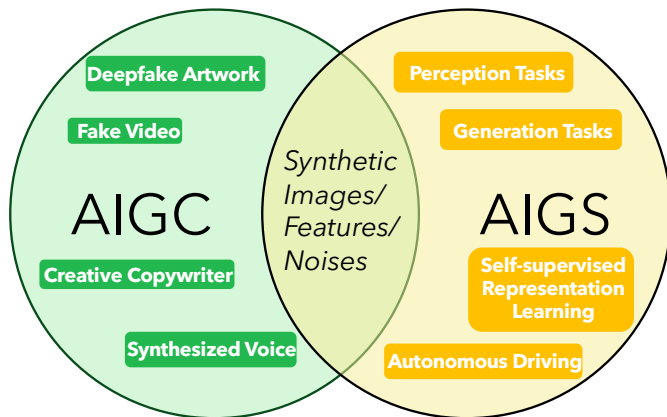 Deepfake Artwork
Fake Video
AIGC
Creative Copywriter
Synthesized Voice
Synthetic
Images/
Features/
Noises
Perception Tasks
Generation Tasks
AIGS
Self-supervised
Representation
Learning
Autonomous Driving